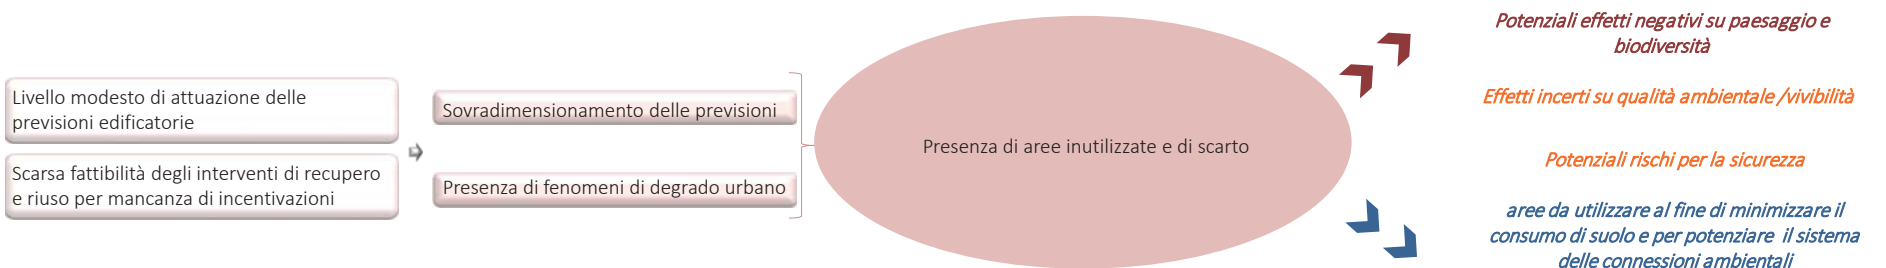 Livello modesto di attuazione delle
previsioni edificatorie
Scarsa fattibilità degli interventi di recupero
e riuso per mancanza di incentivazioni
Sovradimensionamento delle previsioni
Presenza di fenomeni di degrado urbano
Presenza di aree inutilizzate e di scarto
Potenziali effetti negativi su paesaggio e
biodiversità
Effetti incerti su qualità ambientale /vivibilità
Potenziali rischi per la sicurezza
aree da utilizzare al fine di minimizzare il
consumo di suolo e per potenziare il sistema
delle connessioni ambientali